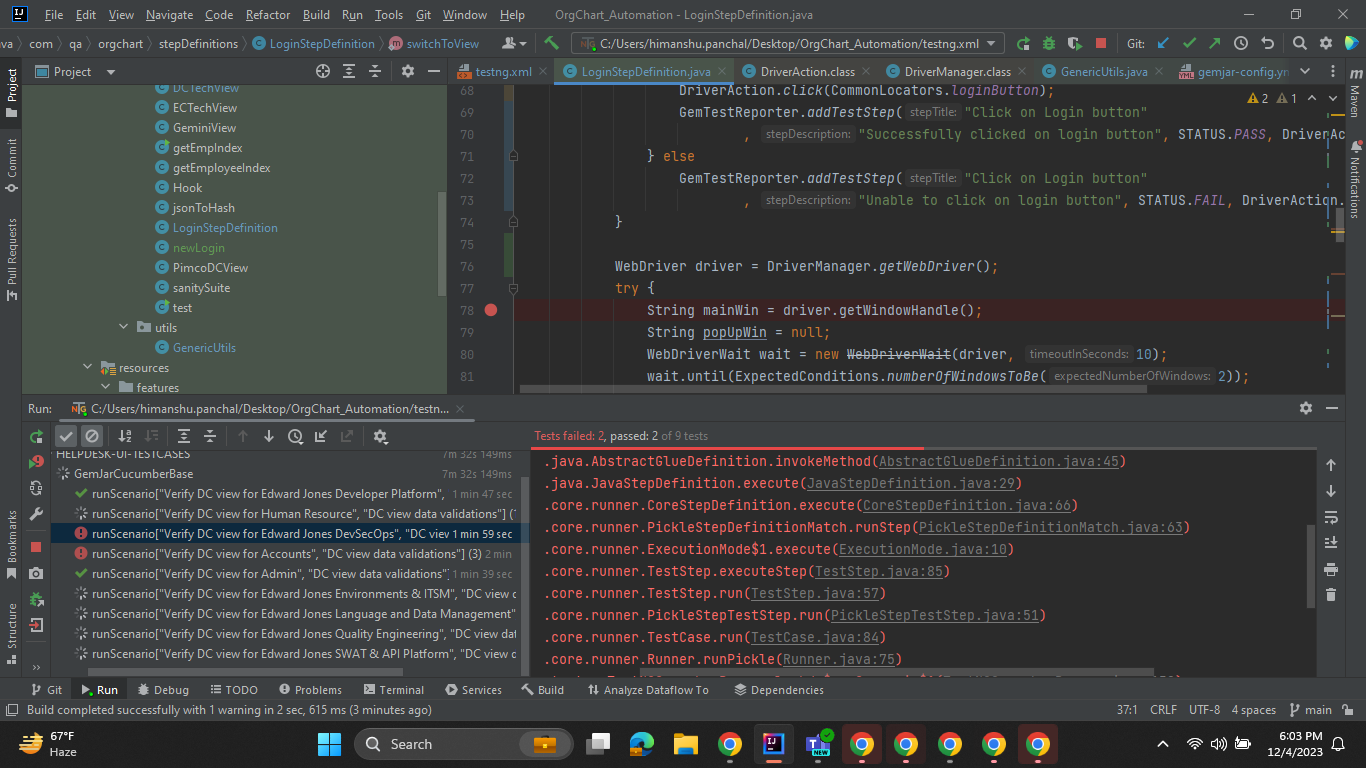 File Edit View Navigate Code Refactor Build Run Tools Git Window Help OrgChart_Automation - LoginStepDefinition.java
va com qa orgchart stepDefinitions LoginStepDefinition switchToView C:/Users/himanshu.panchal/Desktop/OrgChart_Automation/testng.xml Git:
Project
testng.xml LoginStepDefinition.java DriverAction.class DriverManager.class GenericUtils.java gemjar-config.yn
Project
Commit
Pull Requests
Bookmarks
Structure
Maven
Notifications
DCTechView
ECTechView
GeminiView
getEmpIndex
getEmployeeIndex
Hook
jsonToHash
LoginStepDefinition
newLogin
PimcoDCView
sanitySuite
test
utils
GenericUtils
resources
features
2 1
68 DriverAction.click(CommonLocators.loginButton);
69 GemTestReporter.addTestStep( stepTitle: "Click on Login button"
70 , stepDescription: "Successfully clicked on login button", STATUS.PASS, DriverAc
71 } else
72 GemTestReporter.addTestStep( stepTitle: "Click on Login button"
73 , stepDescription: "Unable to click on login button", STATUS.FAIL, DriverAction.
74 }
75
76 WebDriver driver = DriverManager.getWebDriver();
77 try {
78 String mainWin = driver.getWindowHandle();
79 String popUpWin = null;
80 WebDriverWait wait = new WebDriverWait(driver, timeoutInSeconds: 10);
81 wait.until(ExpectedConditions.numberOfWindowsToBe( expectedNumberOfWindows: 2));
Run: C:/Users/himanshu.panchal/Desktop/OrgChart_Automation/testn...
Tests failed: 2, passed: 2 of 9 tests
HELPDESK-UI-TESTCASES 7m 32s 149ms
GemJarCucumberBase 7m 32s 149ms
runScenario["Verify DC view for Edward Jones Developer Platform", 1 min 47 sec
runScenario["Verify DC view for Human Resource", "DC view data validations"] (1
runScenario["Verify DC view for Edward Jones DevSecOps", "DC view 1 min 59 sec
runScenario["Verify DC view for Accounts", "DC view data validations"] (3) 2 min
runScenario["Verify DC view for Admin", "DC view data validations"] 1 min 39 sec
runScenario["Verify DC view for Edward Jones Environments & ITSM", "DC view d
runScenario["Verify DC view for Edward Jones Language and Data Management"
runScenario["Verify DC view for Edward Jones Quality Engineering", "DC view dat
runScenario["Verify DC view for Edward Jones SWAT & API Platform", "DC view d
.java.AbstractGlueDefinition.invokeMethod(AbstractGlueDefinition.java:45)
.java.JavaStepDefinition.execute(JavaStepDefinition.java:29)
.core.runner.CoreStepDefinition.execute(CoreStepDefinition.java:66)
.core.runner.PickleStepDefinitionMatch.runStep(PickleStepDefinitionMatch.java:63)
.core.runner.ExecutionMode$1.execute(ExecutionMode.java:10)
.core.runner.TestStep.executeStep(TestStep.java:85)
.core.runner.TestStep.run(TestStep.java:57)
.core.runner.PickleStepTestStep.run(PickleStepTestStep.java:51)
.core.runner.TestCase.run(TestCase.java:84)
.core.runner.Runner.runPickle(Runner.java:75)
Git Run Debug TODO Problems Terminal Services Build Analyze Dataflow To Dependencies
Build completed successfully with 1 warning in 2 sec, 615 ms (3 minutes ago) 37:1 CRLF UTF-8 4 spaces main
67°F
Haze
Search
NEW
6:03 PM
12/4/2023